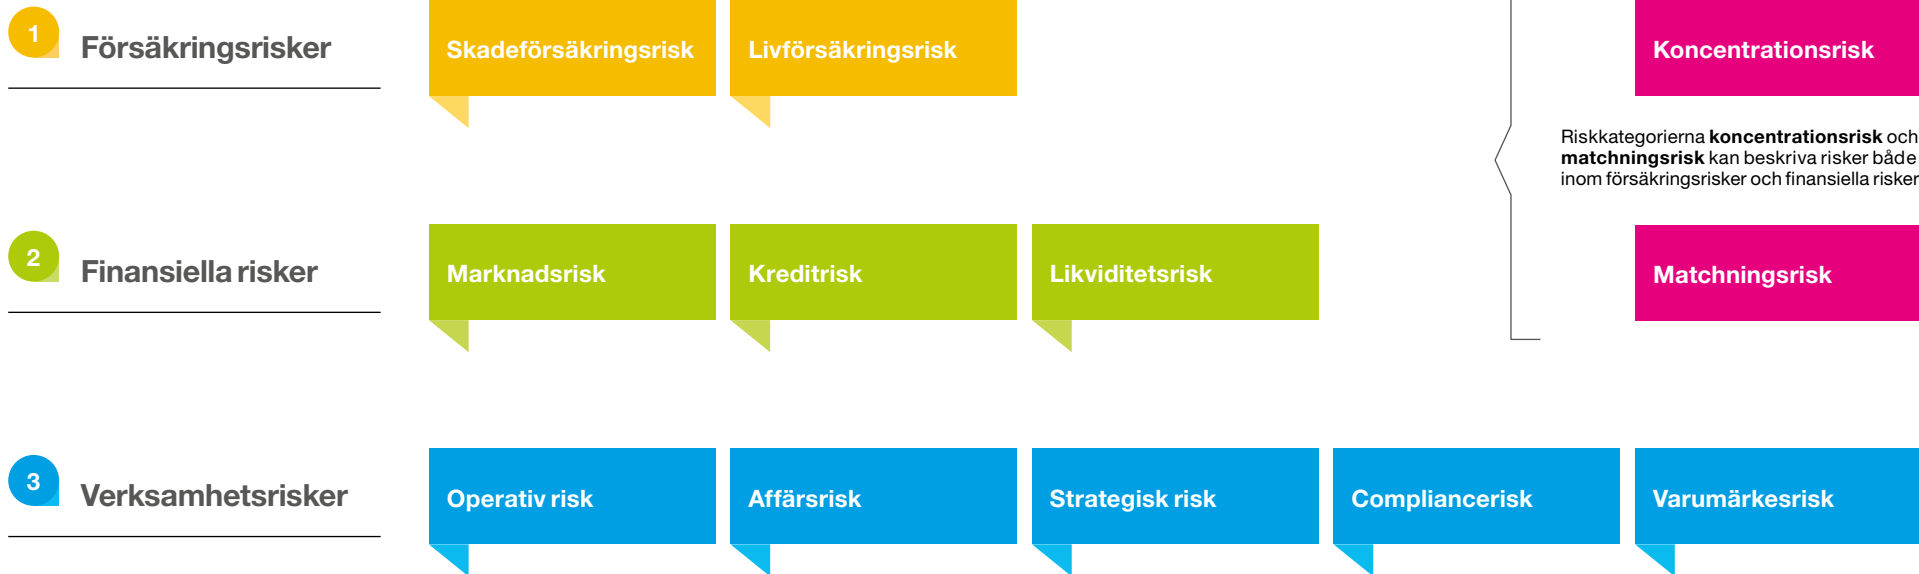 1
Försäkringsrisker
Skadeförsäkringsrisk
Livförsäkringsrisk
Koncentrationsrisk
Riskkategorierna koncentrationsrisk och
matchningsrisk kan beskriva risker både
inom försäkringsrisker och finansiella risker
2
Finansiella risker
Marknadsrisk
Kreditrisk
Likviditetsrisk
Matchningsrisk
3
Verksamhetsrisker
Operativ risk
Affärsrisk
Strategisk risk
Compliancerisk
Varumärkesrisk